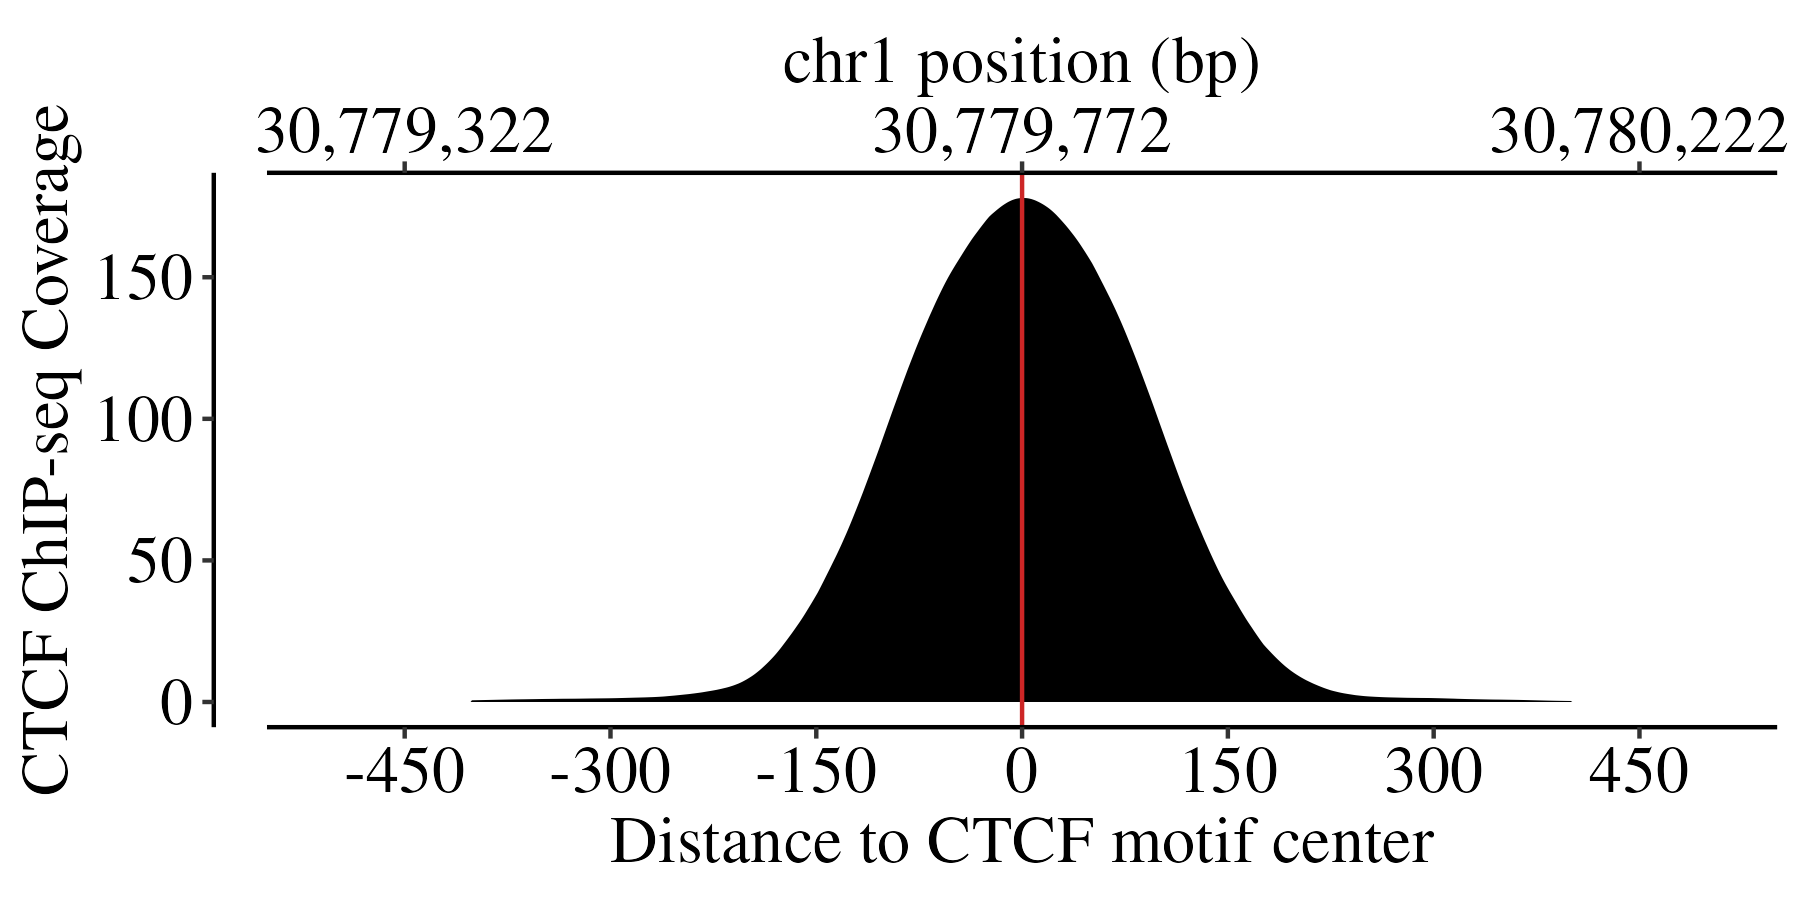 chr1 position (bp)
30,779,322 30,779,772 30,780,222
CTCF ChIP-seq Coverage
150
100
50
0
-450 -300 -150 0 150 300 450
Distance to CTCF motif center